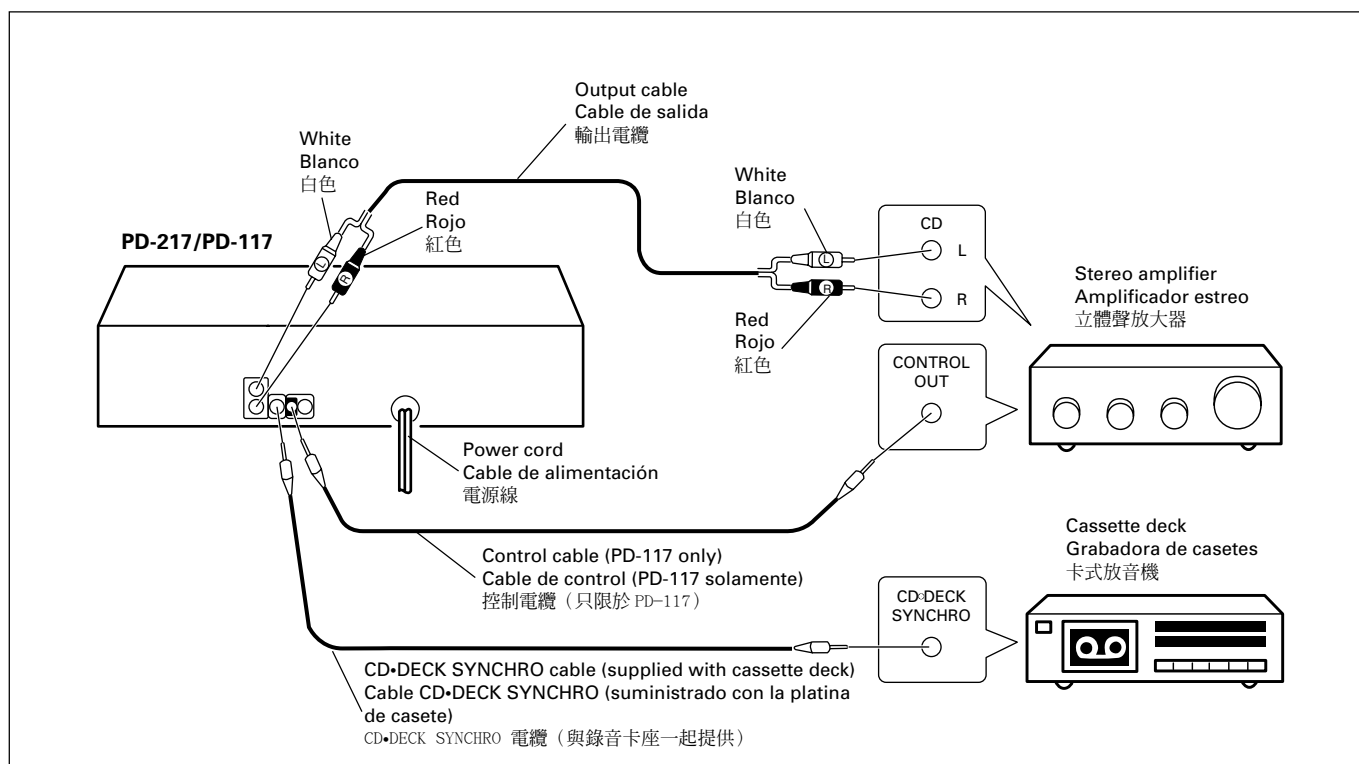 Output cable
Cable de salida
輸出電纜
White
Blanco
白色
Red
Rojo
紅色
PD-217/PD-117
L
R
White
Blanco
白色
L
R
Red
Rojo
紅色
CD
L
R
Stereo amplifier
Amplificador estreo
立體聲放大器
CONTROL
OUT
Power cord
Cable de alimentación
電源線
Control cable (PD-117 only)
Cable de control (PD-117 solamente)
控制電纜（只限於 PD-117）
Cassette deck
Grabadora de casetes
卡式放音機
CD•DECK
SYNCHRO
CD•DECK SYNCHRO cable (supplied with cassette deck)
Cable CD•DECK SYNCHRO (suministrado con la platina
de casete)
CD•DECK SYNCHRO 電纜（與錄音卡座一起提供）